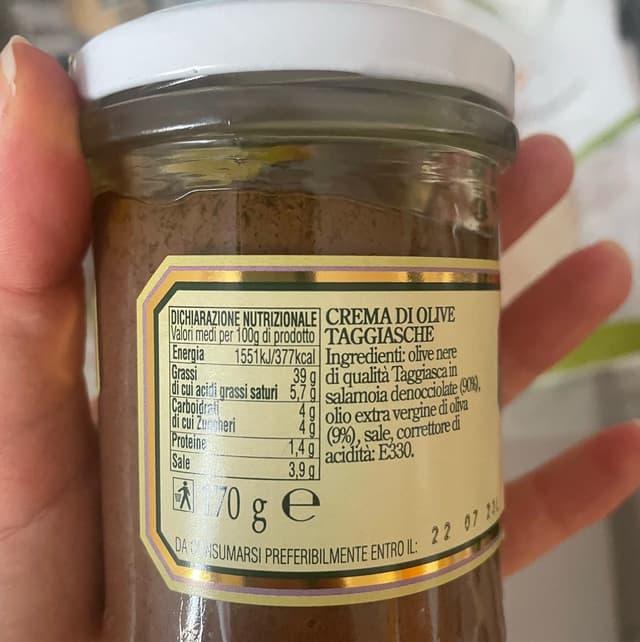 DICHIARAZIONE NUTRIZIONALE
Valori medi per 100g di prodotto
Energia 1551kJ/377kcal
Grassi 39 g
di cui acidi grassi saturi 5,7 g
Carboidrati 4 g
di cui Zuccheri 4 g
Proteine 1,4 g
Sale 3,9 g
170 g e
CREMA DI OLIVE
TAGGIASCHE
Ingredienti: olive nere
di qualità Taggiasca in
salamoia denocciolate (90%),
olio extra vergine di oliva
(9%), sale, correttore di
acidità: E330.
DA CONSUMARSI PREFERIBILMENTE ENTRO IL: 22 07